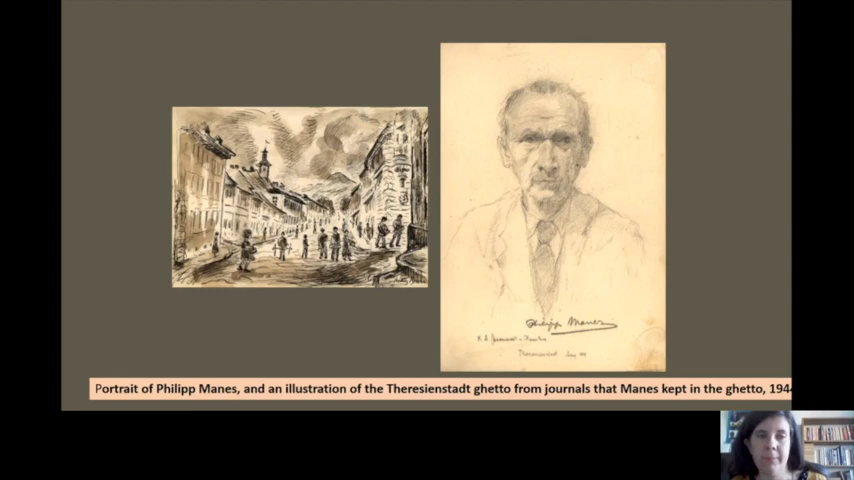 Philipp Manes
Theresienstadt
Portrait of Philipp Manes, and an illustration of the Theresienstadt ghetto from journals that Manes kept in the ghetto, 194